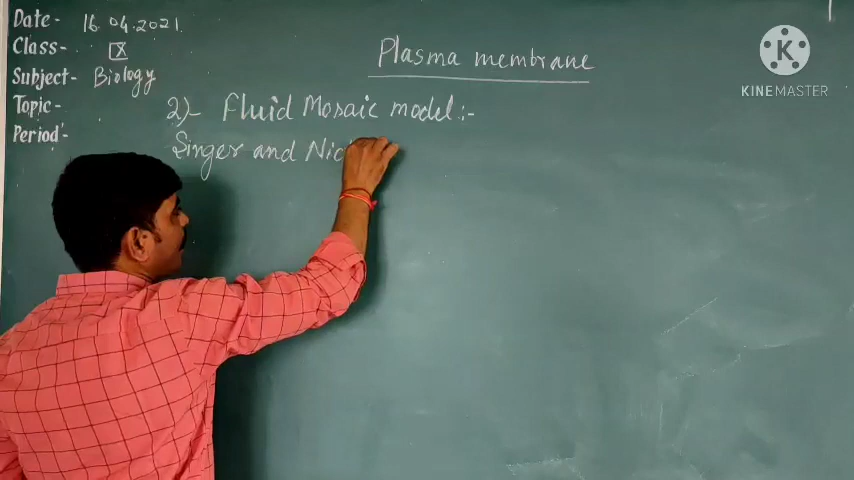 Date- 16.04.2021.
Class- X
Subject- Biology
Topic-
Period-
Plasma membrane
2)- Fluid Mosaic model:-
Singer and Nic
KINEMASTER